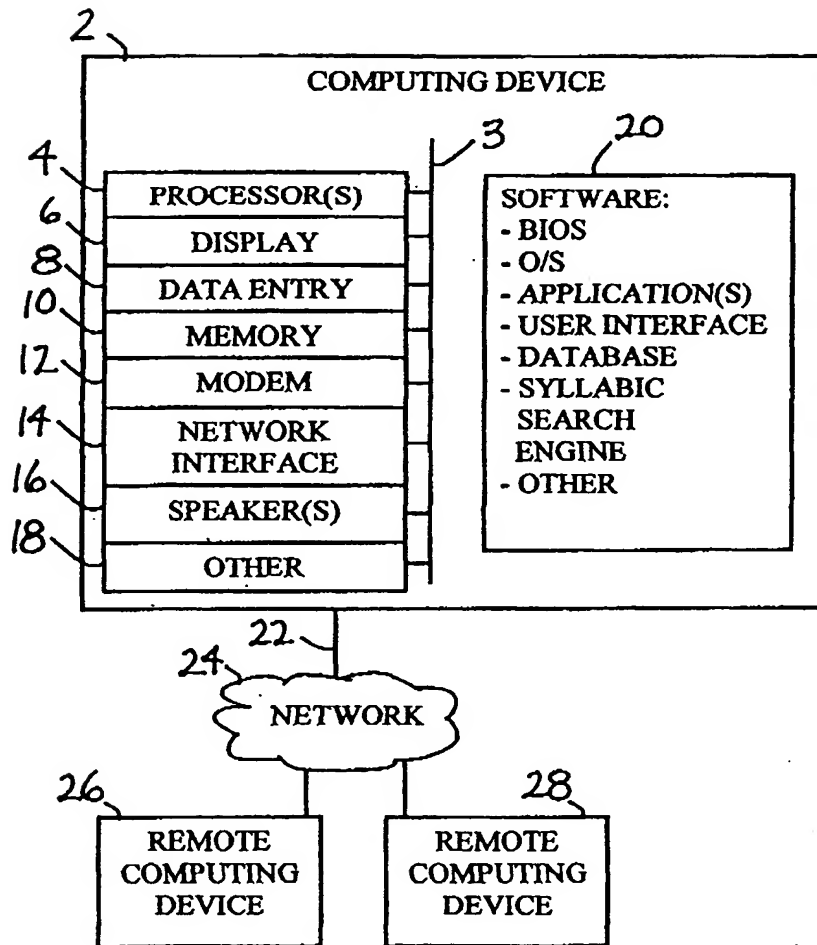 2
COMPUTING DEVICE
3
20
4
PROCESSOR(S)
6
DISPLAY
8
DATA ENTRY
10
MEMORY
12
MODEM
14
NETWORK
INTERFACE
16
SPEAKER(S)
18
OTHER
SOFTWARE:
- BIOS
- O/S
- APPLICATION(S)
- USER INTERFACE
- DATABASE
- SYLLABIC
SEARCH
ENGINE
- OTHER
22
24
NETWORK
26
REMOTE
COMPUTING
DEVICE
28
REMOTE
COMPUTING
DEVICE